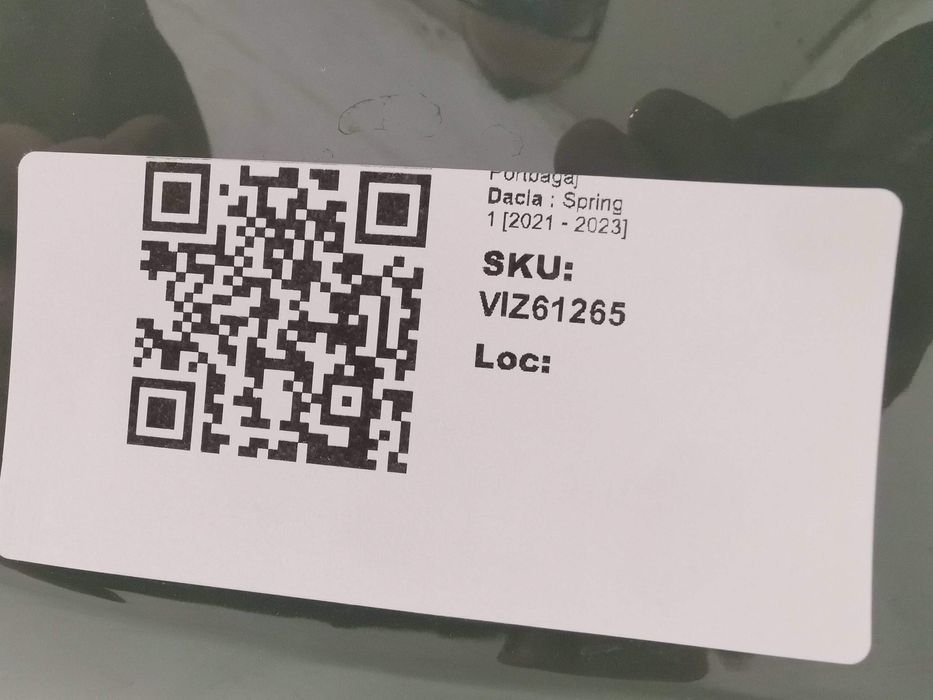 Portbagaj
Dacia : Spring
1 [2021 - 2023]
SKU:
VIZ61265
Loc: